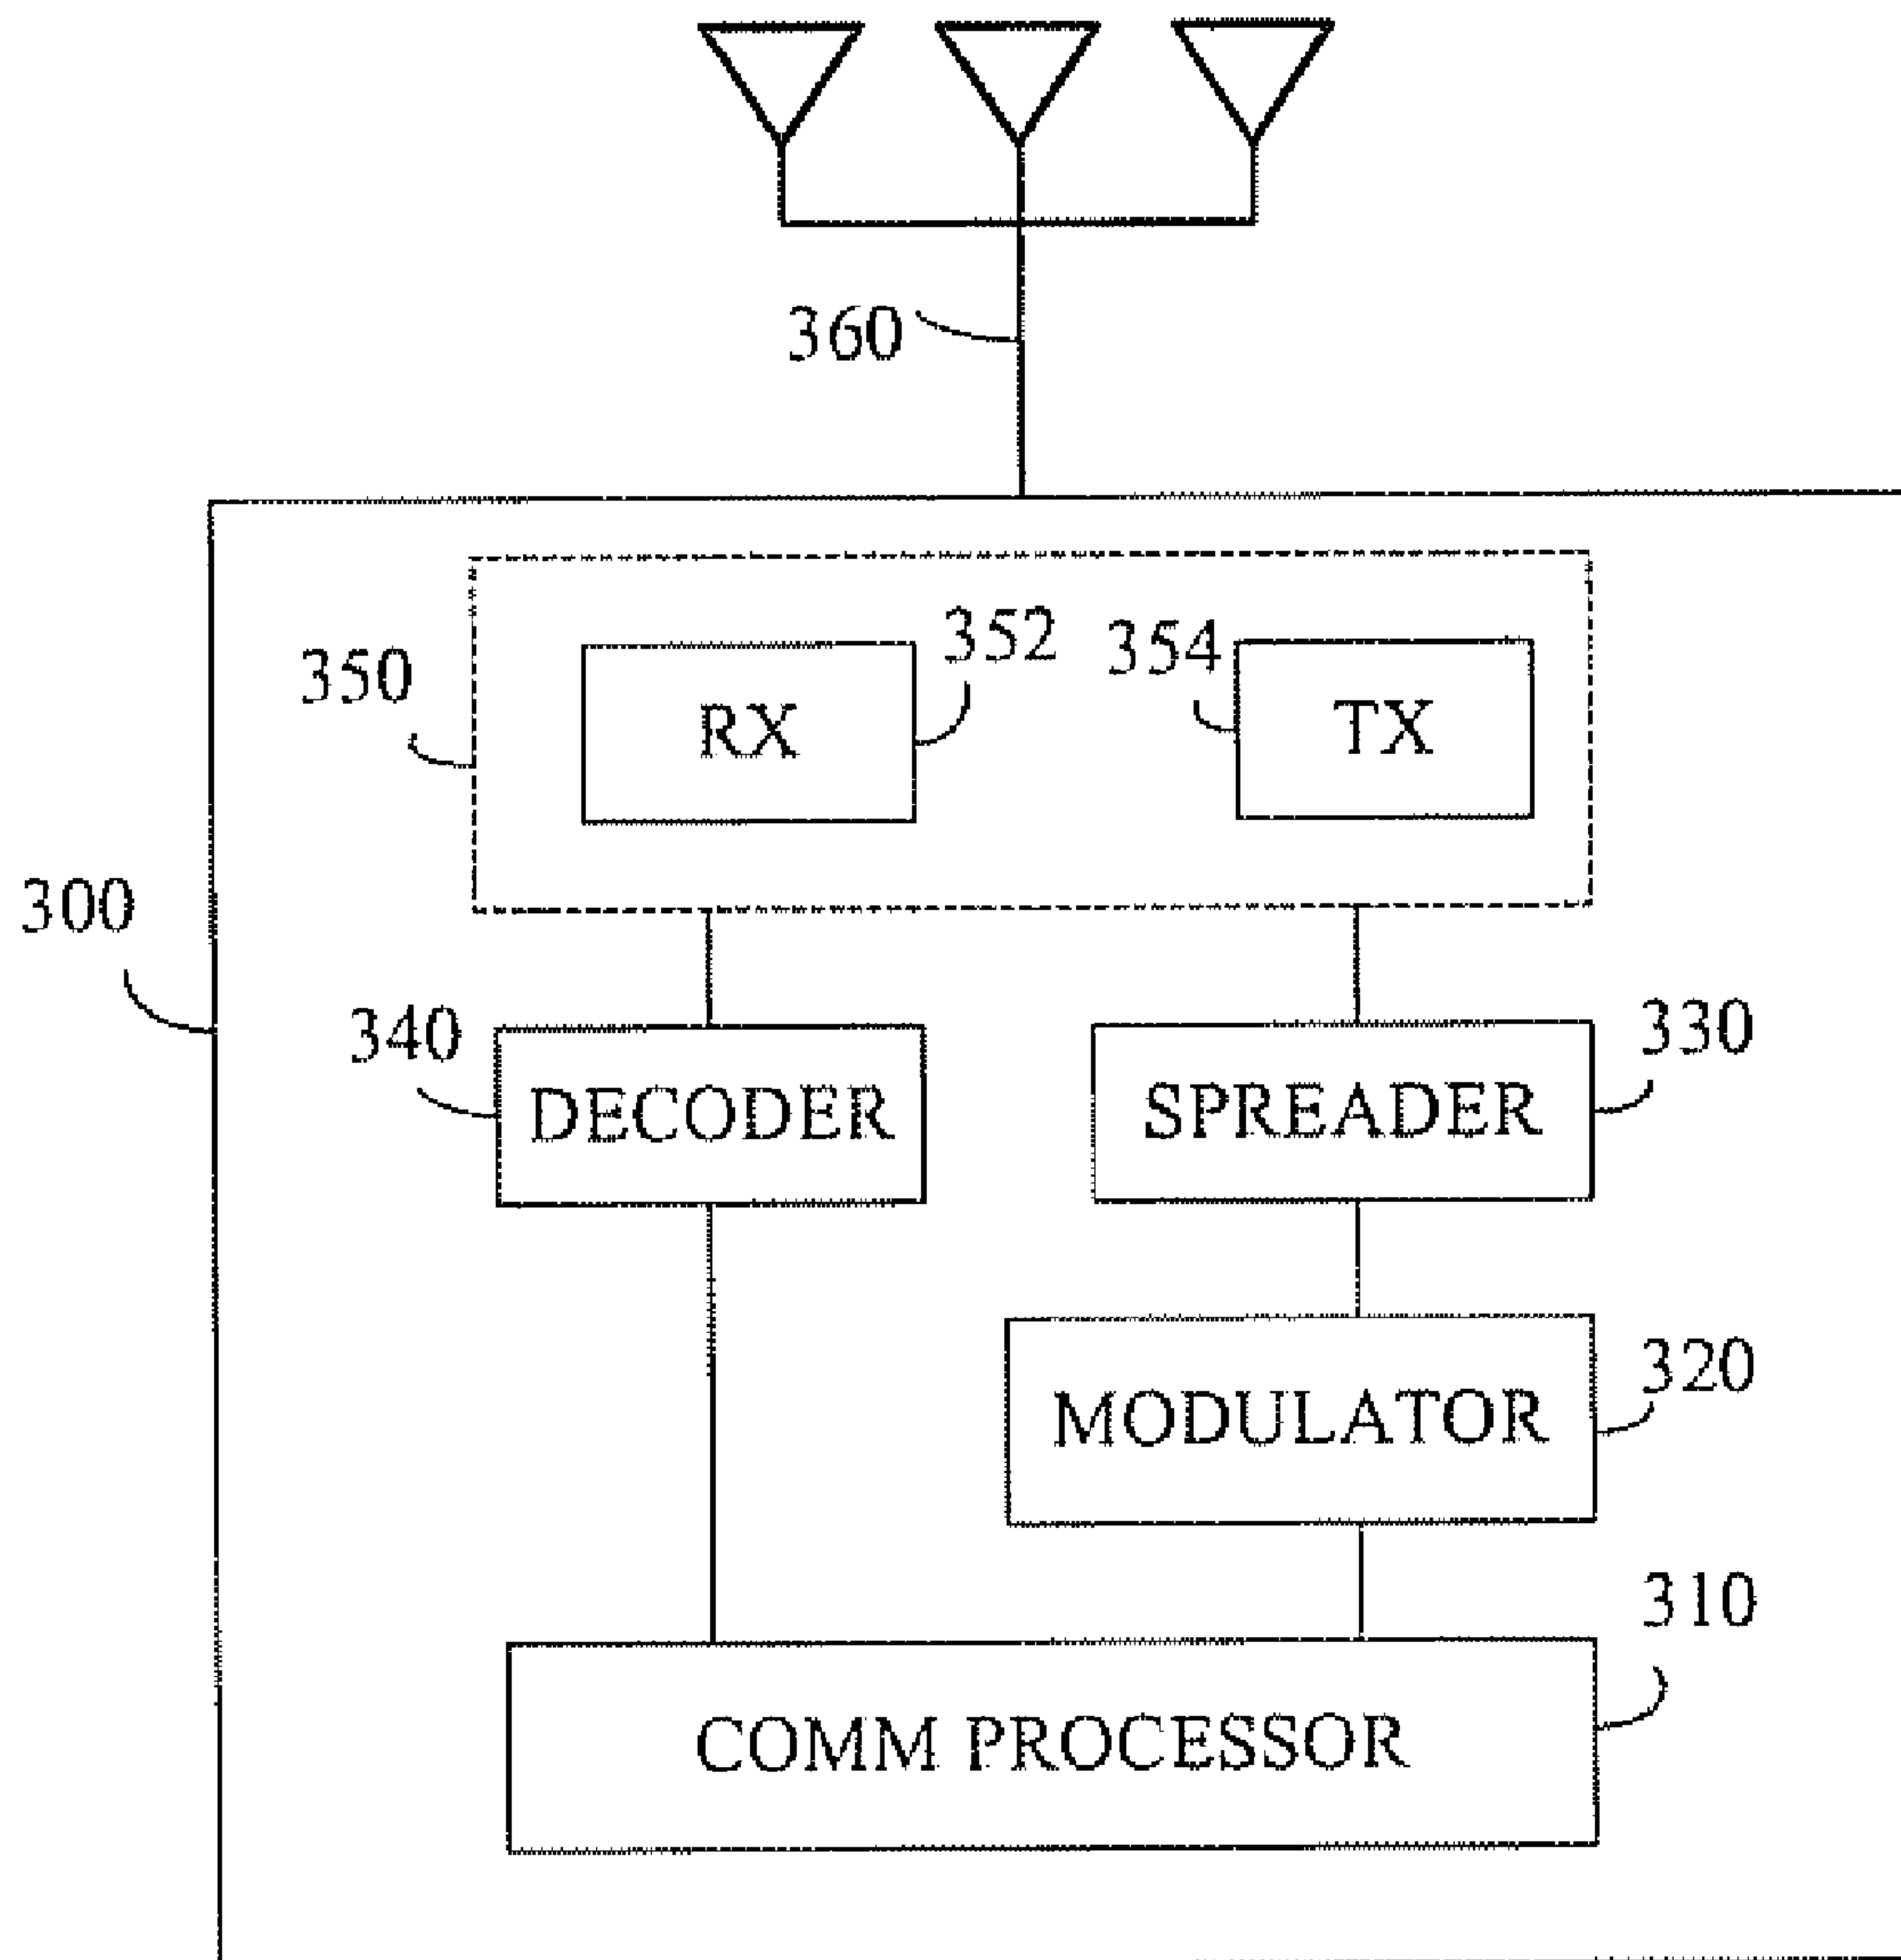 360
352
354
350
RX
TX
300
340
330
DECODER
SPREADER
320
MODULATOR
310
COMM PROCESSOR